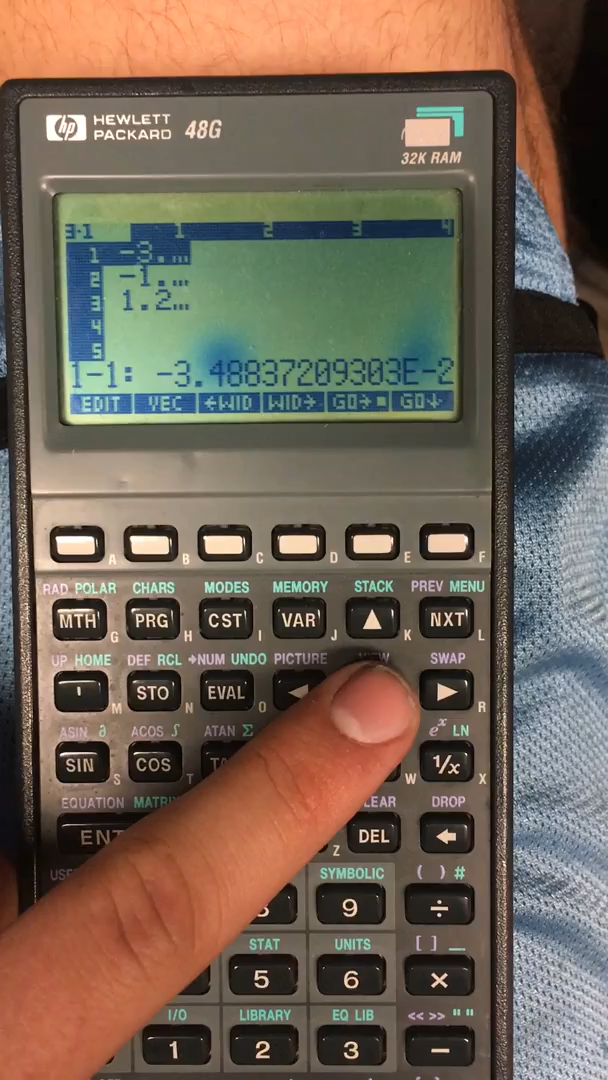 hp HEWLETT PACKARD 48G
32K RAM
3-1 1 2 3 4
1 -3.…
2 -1.…
3 1.2…
4
5
1-1: -3.48837209303E-2
EDIT VEC ←WID WID→ GO→■ GO↓
A B C D E F
RAD POLAR CHARS MODES MEMORY STACK PREV MENU
MTH G PRG H CST I VAR J ▲ K NXT L
UP HOME DEF RCL →NUM UNDO PICTURE VIEW SWAP
' M STO EVAL O ◀ ▶ R
ASIN ∂ ACOS ∫ ATAN Σ e^x LN
SIN S COS T W 1/x X
EQUATION DROP
Z DEL ←
SYMBOLIC ( ) #
9 ÷
STAT UNITS [ ] _
5 6 ×
I/O LIBRARY EQ LIB << >> " "
1 2 3 −